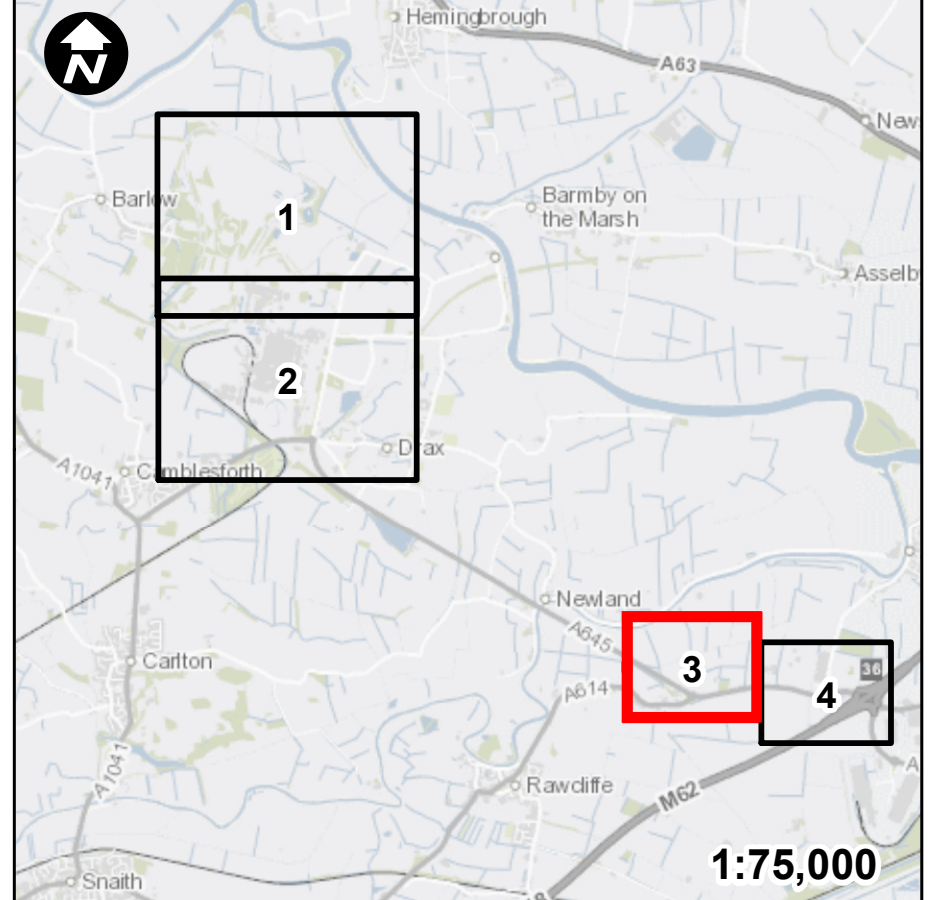 N
Hemingbrough
A63
New
Barlow
1
Barmby on
the Marsh
Asselb
2
Drax
A1041
Camblesforth
Newland
A645
3
36
Carlton
A614
4
A1041
Rawcliffe
M62
A
1:75,000
Snaith
8